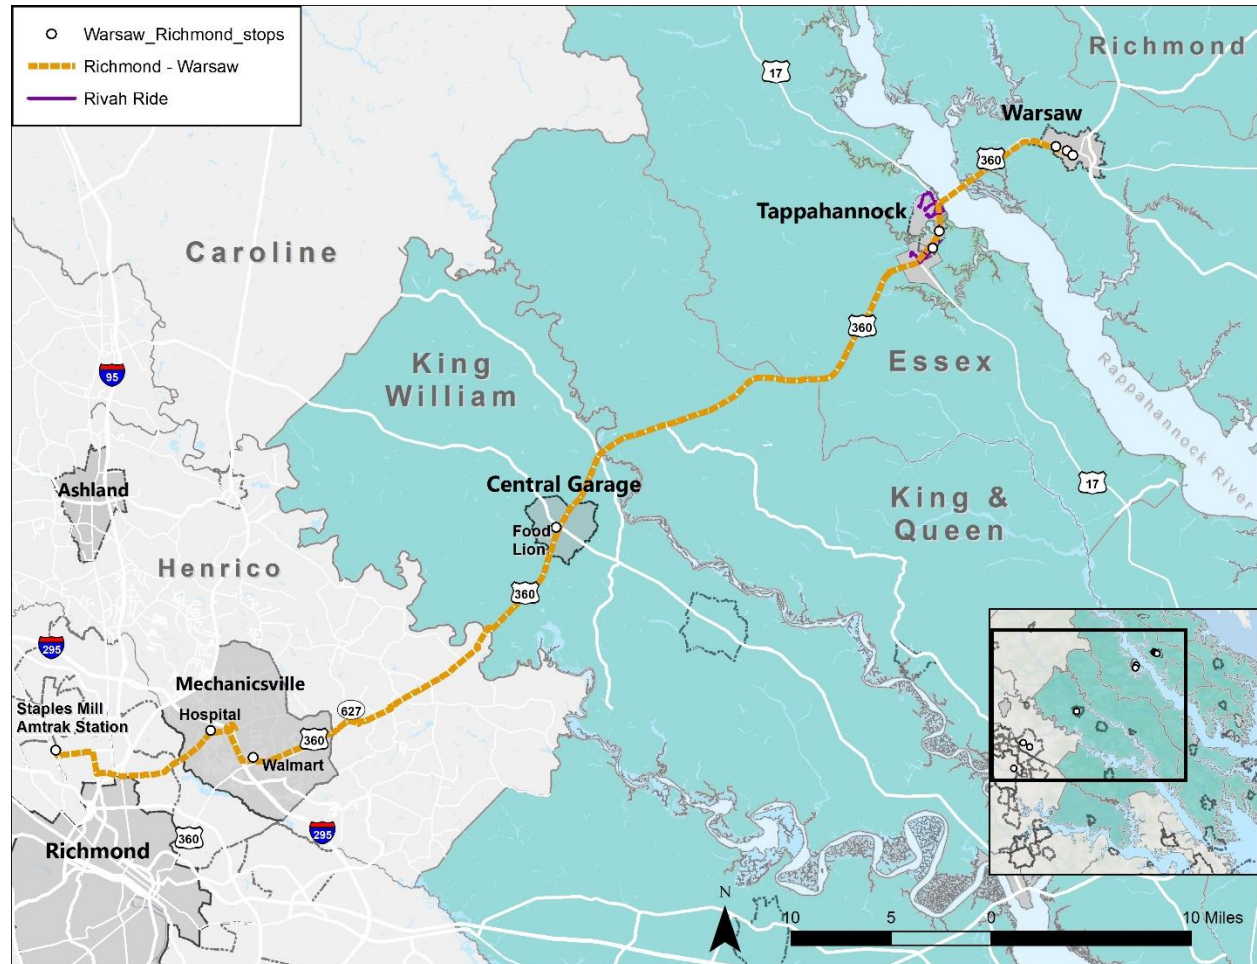 Warsaw_Richmond_stops
Richmond - Warsaw
Rivah Ride
Richmond
17
Warsaw
360
Tappahannock
Caroline
360
King
William
Essex
95
Rappahannock River
Ashland
Central Garage
17
King &
Queen
Food
Lion
Henrico
360
295
Mechanicsville
Staples Mill
Amtrak Station
Hospital
627
360
Walmart
360
295
Richmond
N
10
5
0
10 Miles